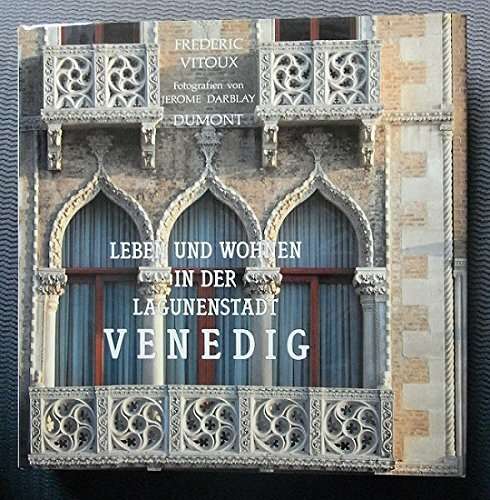 FREDERIC
VITOUX
Fotografien von
JEROME DARBLAY
DUMONT
LEBEN UND WOHNEN
IN DER
LAGUNENSTADT
VENEDIG